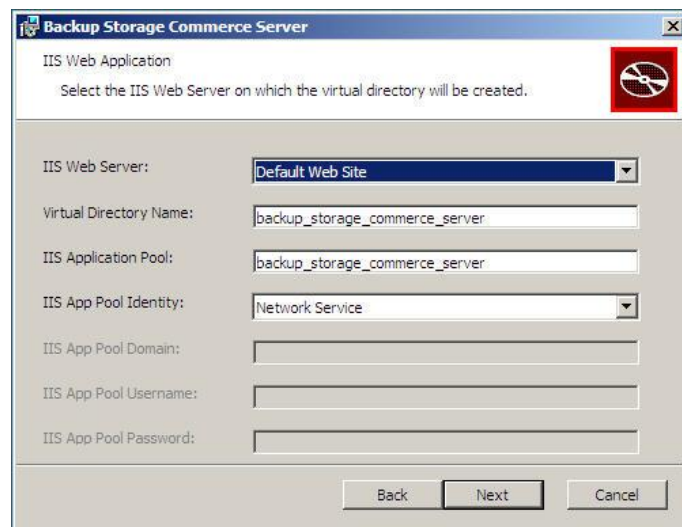 Backup Storage Commerce Server
IIS Web Application
Select the IIS Web Server on which the virtual directory will be created.
IIS Web Server:
Default Web Site
Virtual Directory Name:
backup_storage_commerce_server
IIS Application Pool:
backup_storage_commerce_server
IIS App Pool Identity:
Network Service
IIS App Pool Domain:
IIS App Pool Username:
IIS App Pool Password:
Back Next Cancel